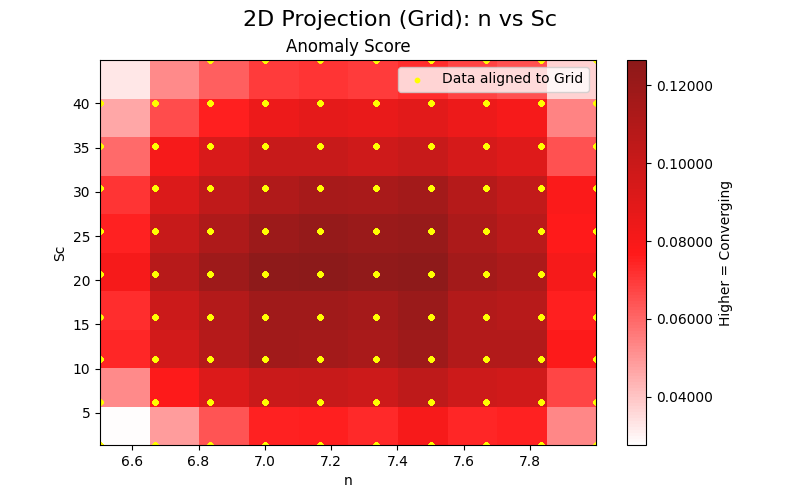 2D Projection (Grid): n vs Sc
Anomaly Score
Data aligned to Grid
40
35
30
25
20
15
10
5
Sc
6.6 6.8 7.0 7.2 7.4 7.6 7.8
n
0.12000
0.10000
0.08000
0.06000
0.04000
Higher = Converging